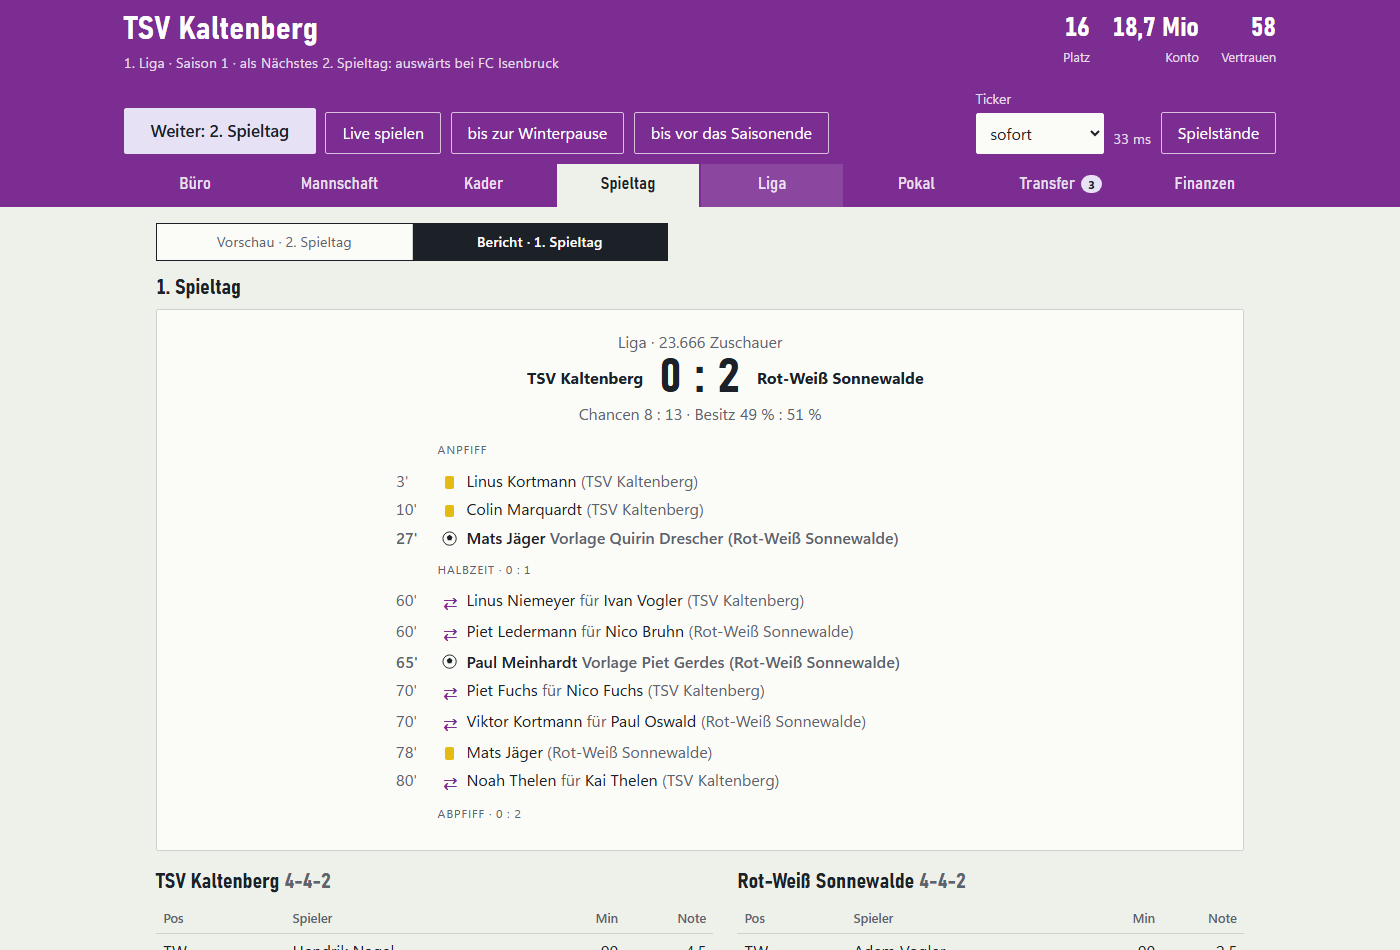 TSV Kaltenberg
16 18,7 Mio 58
1. Liga · Saison 1 · als Nächstes 2. Spieltag: auswärts bei FC Isenbruck
Platz Konto Vertrauen
Ticker
Weiter: 2. Spieltag Live spielen bis zur Winterpause bis vor das Saisonende sofort 33 ms Spielstände
Büro Mannschaft Kader Spieltag Liga Pokal Transfer 3 Finanzen
Vorschau · 2. Spieltag Bericht · 1. Spieltag
1. Spieltag
Liga · 23.666 Zuschauer
TSV Kaltenberg 0 : 2 Rot-Weiß Sonnewalde
Chancen 8 : 13 · Besitz 49 % : 51 %
ANPFIFF
3' Linus Kortmann (TSV Kaltenberg)
10' Colin Marquardt (TSV Kaltenberg)
27' Mats Jäger Vorlage Quirin Drescher (Rot-Weiß Sonnewalde)
HALBZEIT · 0 : 1
60' Linus Niemeyer für Ivan Vogler (TSV Kaltenberg)
60' Piet Ledermann für Nico Bruhn (Rot-Weiß Sonnewalde)
65' Paul Meinhardt Vorlage Piet Gerdes (Rot-Weiß Sonnewalde)
70' Piet Fuchs für Nico Fuchs (TSV Kaltenberg)
70' Viktor Kortmann für Paul Oswald (Rot-Weiß Sonnewalde)
78' Mats Jäger (Rot-Weiß Sonnewalde)
80' Noah Thelen für Kai Thelen (TSV Kaltenberg)
ABPFIFF · 0 : 2
TSV Kaltenberg 4-4-2 Rot-Weiß Sonnewalde 4-4-2
Pos Spieler Min Note Pos Spieler Min Note